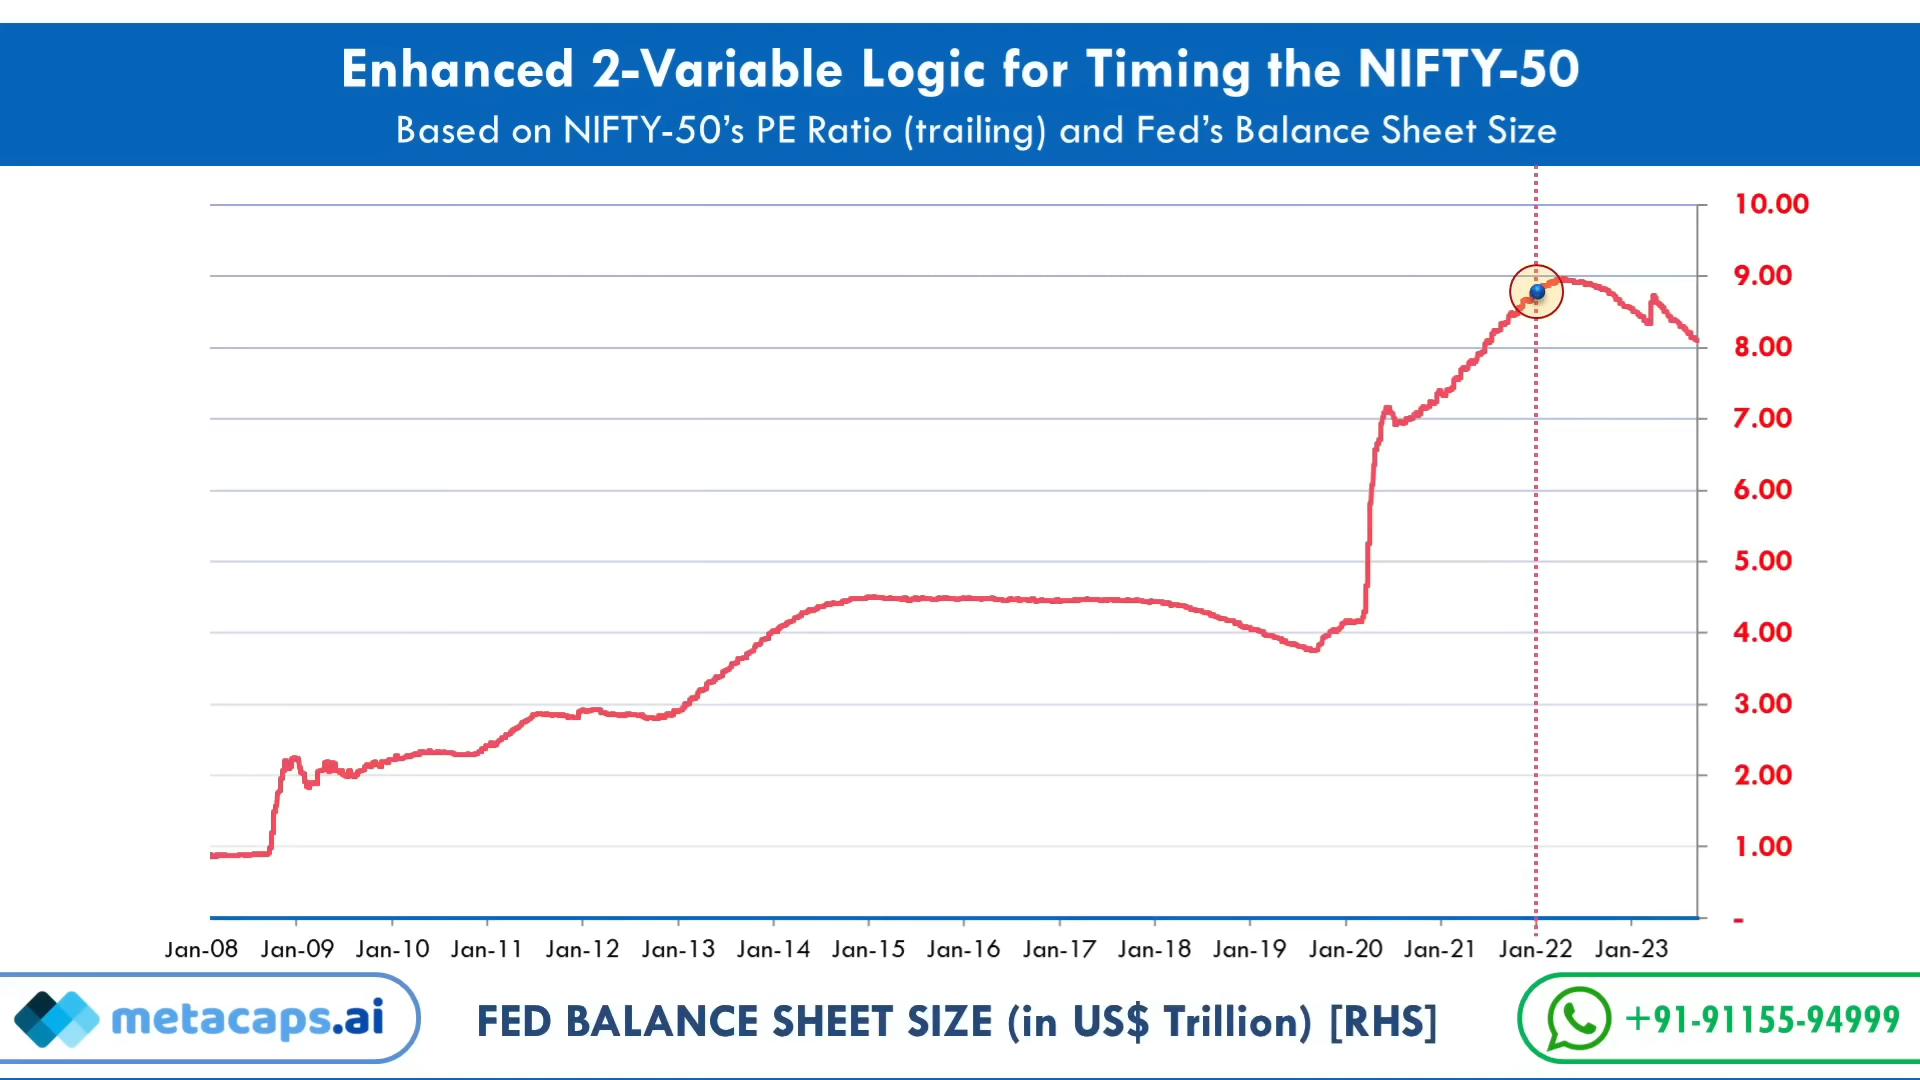 Enhanced 2-Variable Logic for Timing the NIFTY-50
Based on NIFTY-50’s PE Ratio (trailing) and Fed’s Balance Sheet Size
10.00
9.00
8.00
7.00
6.00
5.00
4.00
3.00
2.00
1.00
-
Jan-08 Jan-09 Jan-10 Jan-11 Jan-12 Jan-13 Jan-14 Jan-15 Jan-16 Jan-17 Jan-18 Jan-19 Jan-20 Jan-21 Jan-22 Jan-23
metacaps.ai
FED BALANCE SHEET SIZE (in US$ Trillion) [RHS]
+91-91155-94999